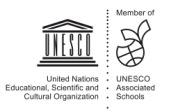 Member of
UNESCO
United Nations
Educational, Scientific and
Cultural Organization
UNESCO
Associated
Schools